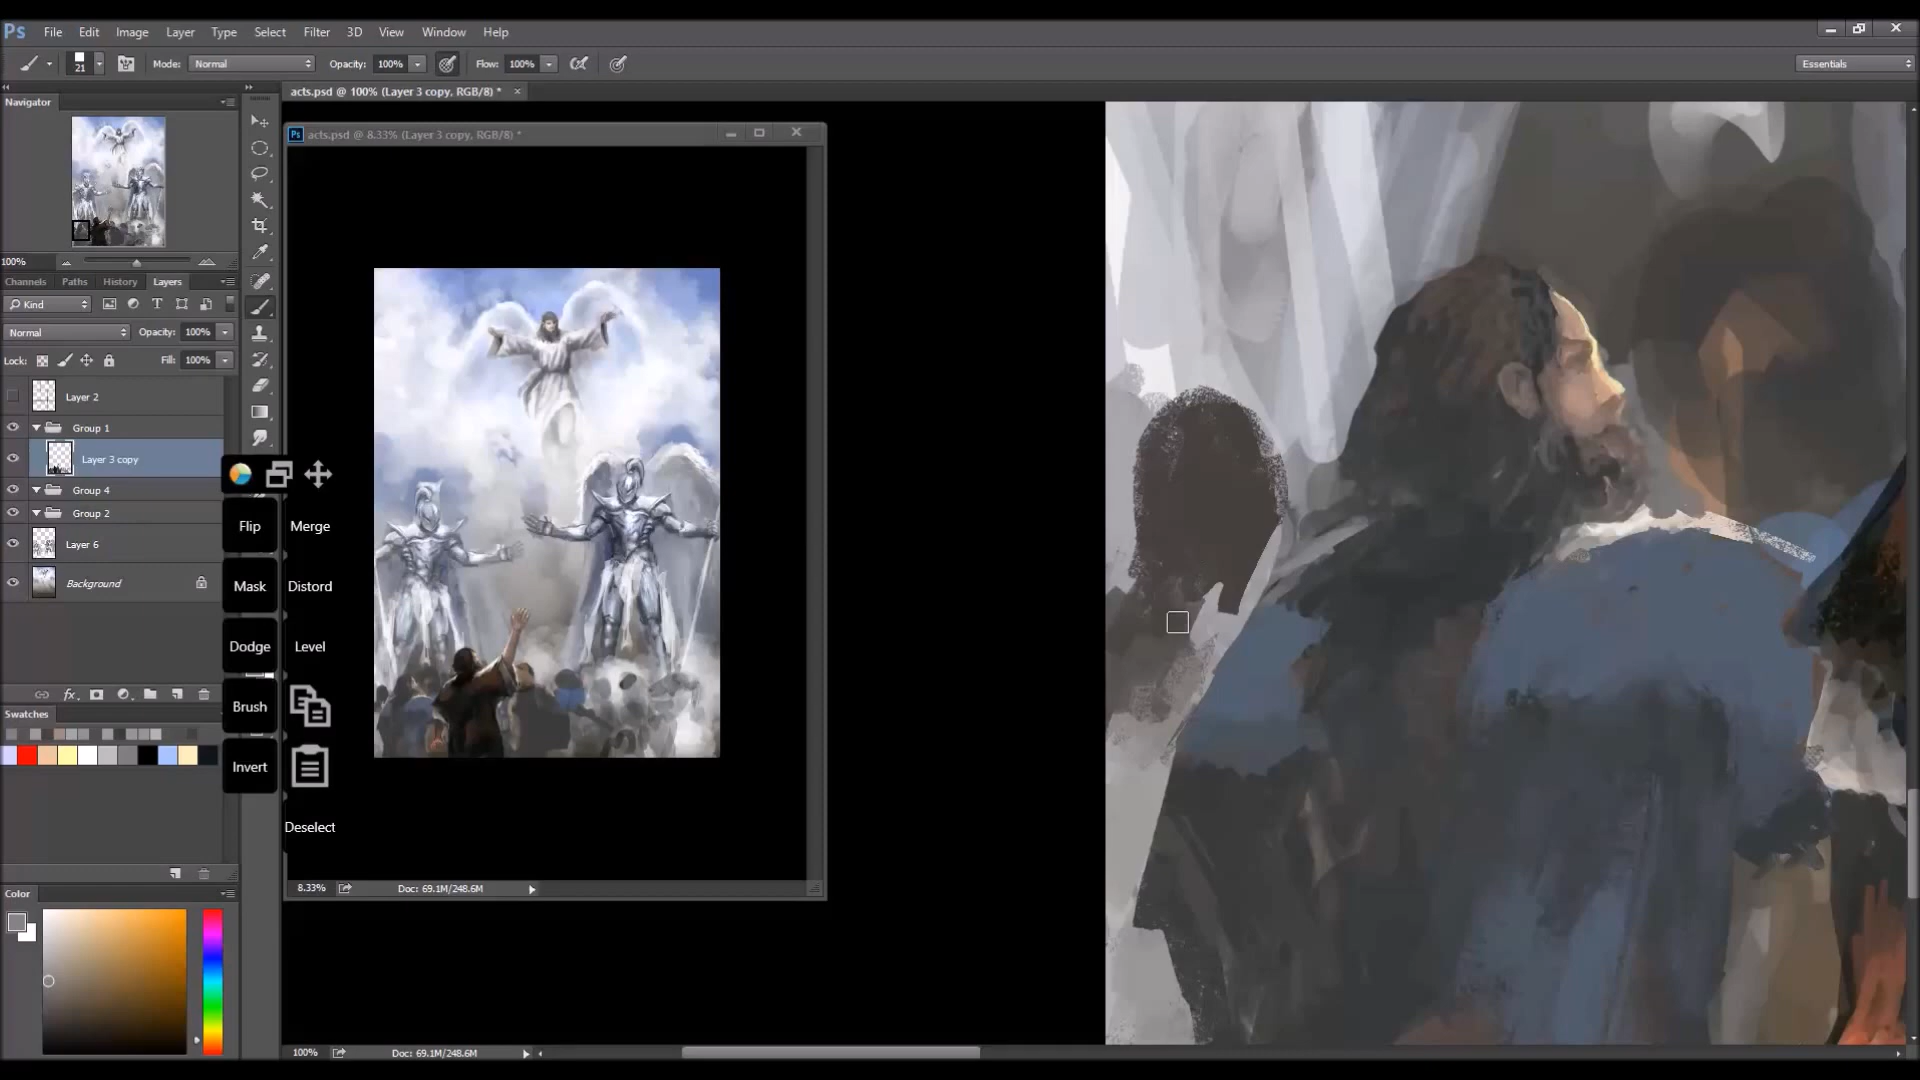 Ps File Edit Image Layer Type Select Filter 3D View Window Help
21 Mode: Normal Opacity: 100% Flow: 100% Essentials
acts.psd @ 100% (Layer 3 copy, RGB/8) *
Navigator
Ps acts.psd @ 8.33% (Layer 3 copy, RGB/8) *
100%
Channels Paths History Layers
Kind
Normal Opacity: 100%
Lock: Fill: 100%
Layer 2
Group 1
Layer 3 copy
Group 4
Group 2
Layer 6
Background
Flip Merge
Mask Distord
Dodge Level
Brush
Invert
Deselect
Swatches
8.33% Doc: 69.1M/248.6M
Color
100% Doc: 69.1M/248.6M